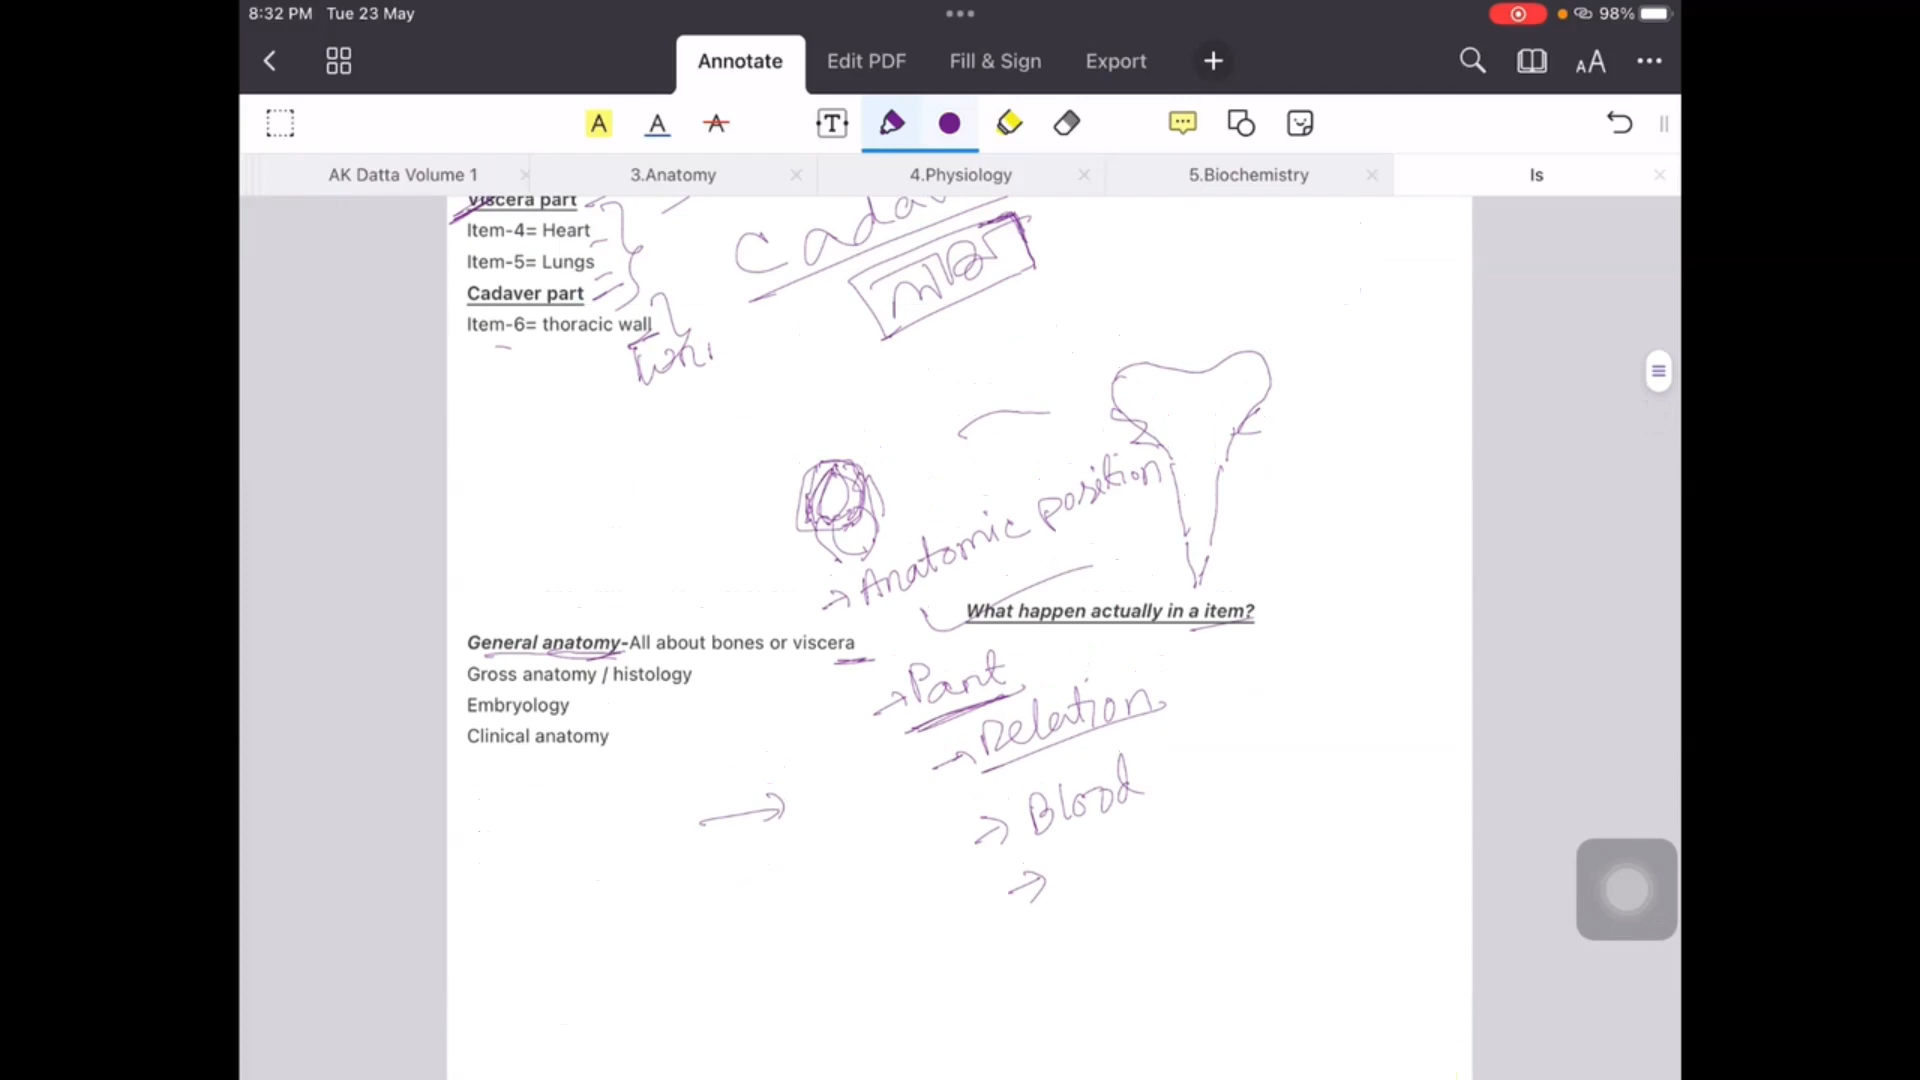 8:32 PM Tue 23 May
98%
Annotate Edit PDF Fill & Sign Export
AK Datta Volume 1 3.Anatomy 4.Physiology 5.Biochemistry Is
Viscera part
Item-4= Heart
Item-5= Lungs
Cadaver part
Item-6= thoracic wall
Anatomic position
What happen actually in a item?
General anatomy-All about bones or viscera
Gross anatomy / histology
Embryology
Clinical anatomy
→ Part
→ Relation
→ Blood
→